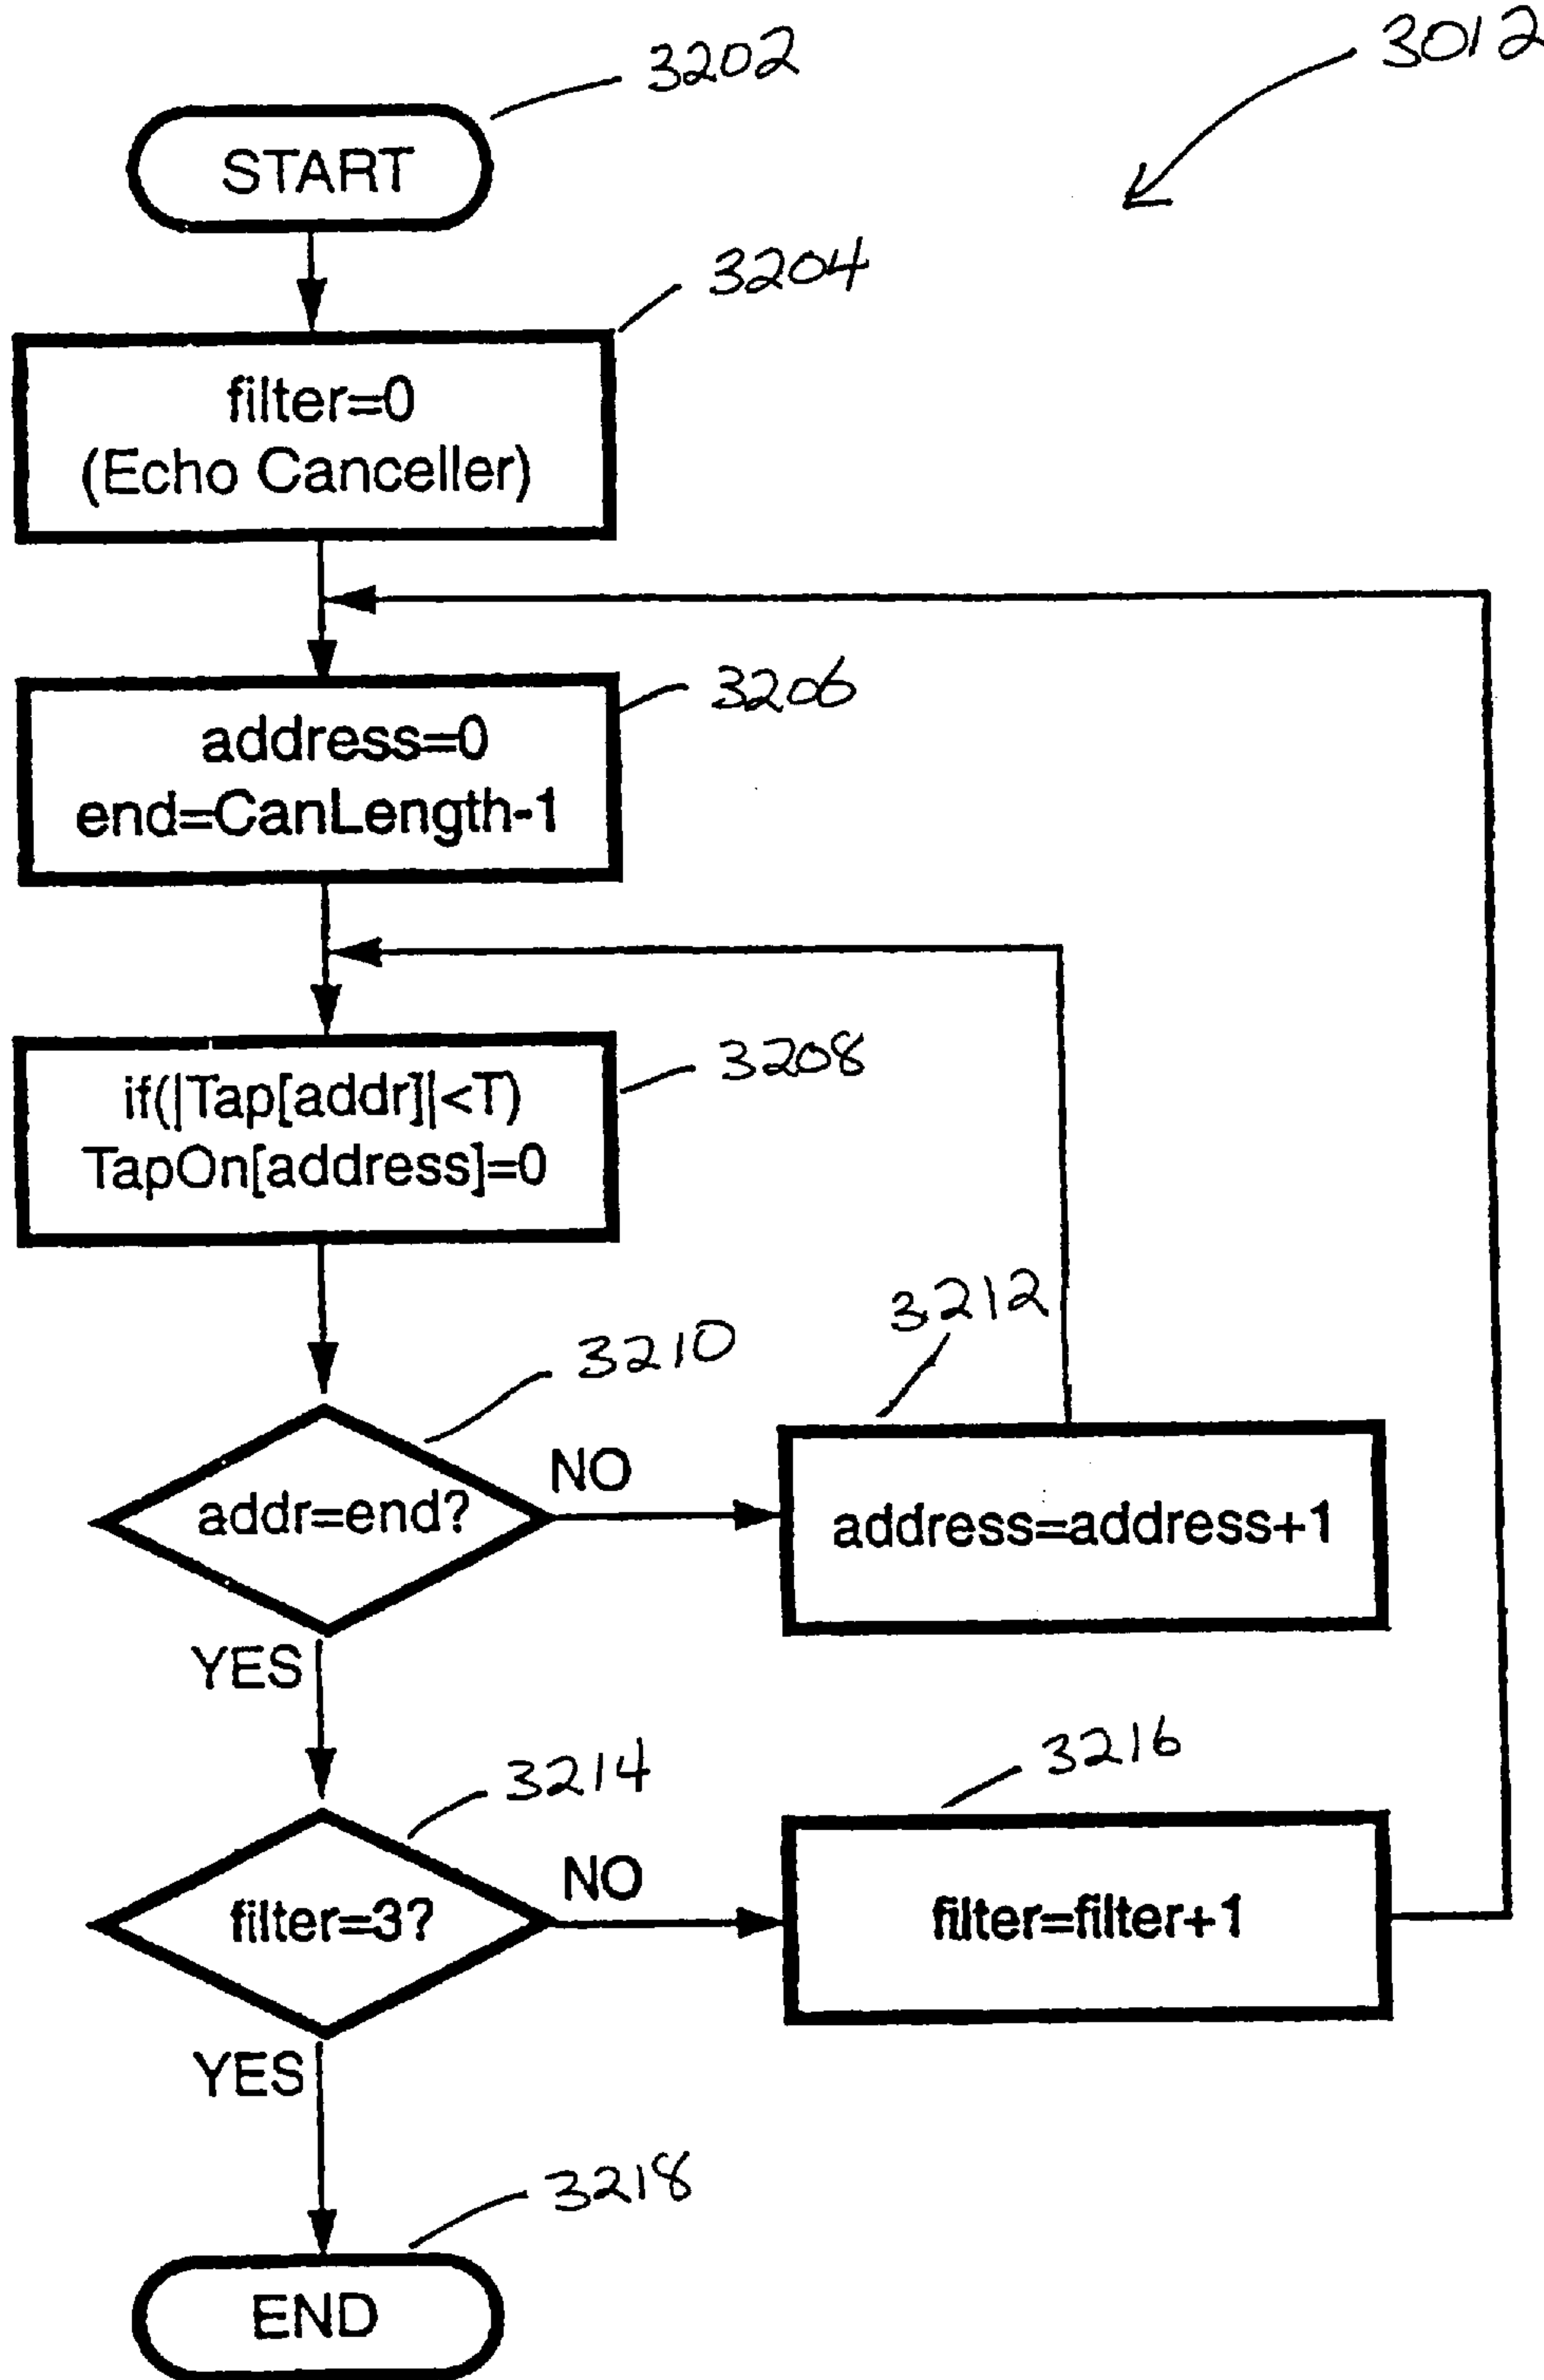 3012
3202
START
3204
filter=0
(Echo Canceller)
3206
address=0
end=CanLength-1
3208
if(|Tap[addr]|<T)
TapOn[address]=0
3210
addr=end?
NO
3212
address=address+1
YES
3214
filter=3?
NO
3216
filter=filter+1
YES
3218
END